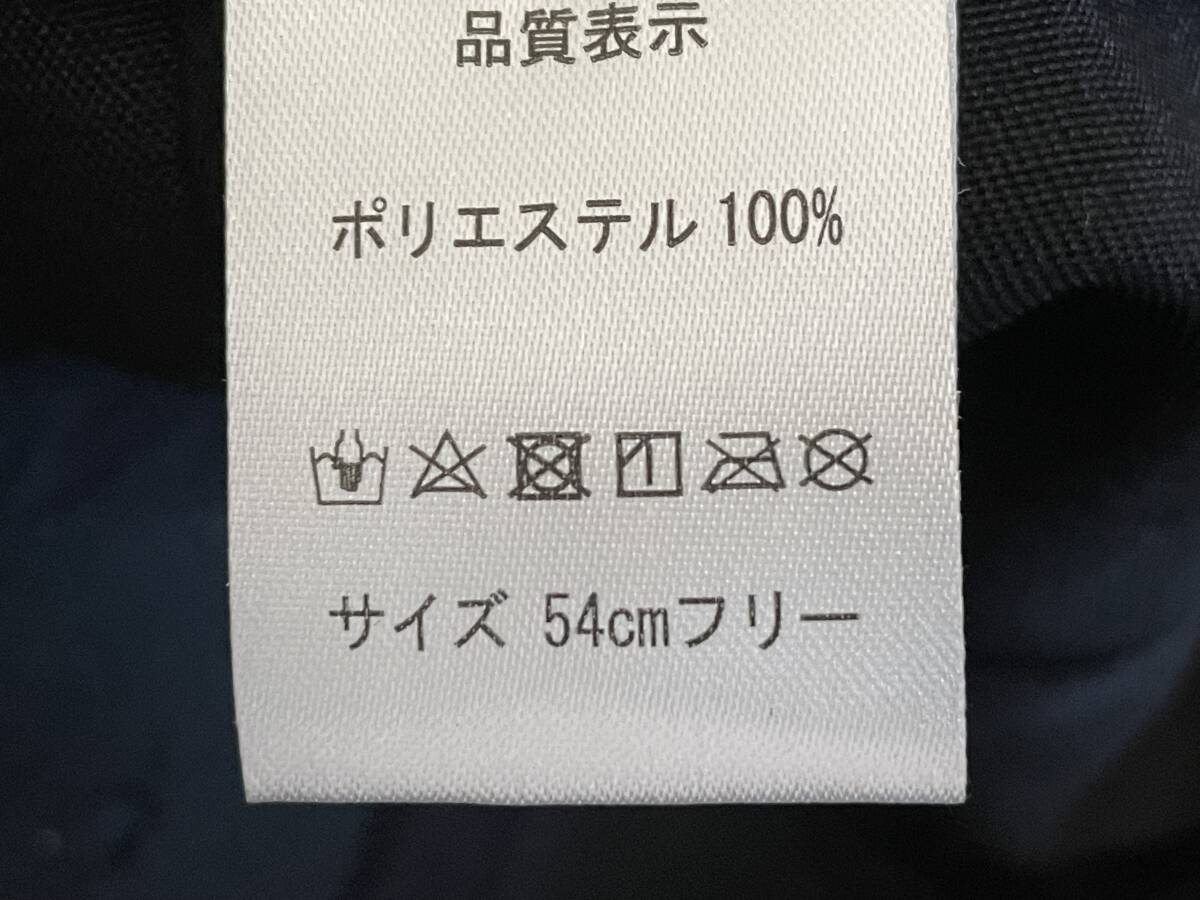 品質表示
ポリエステル 100%
サイズ 54cmフリー